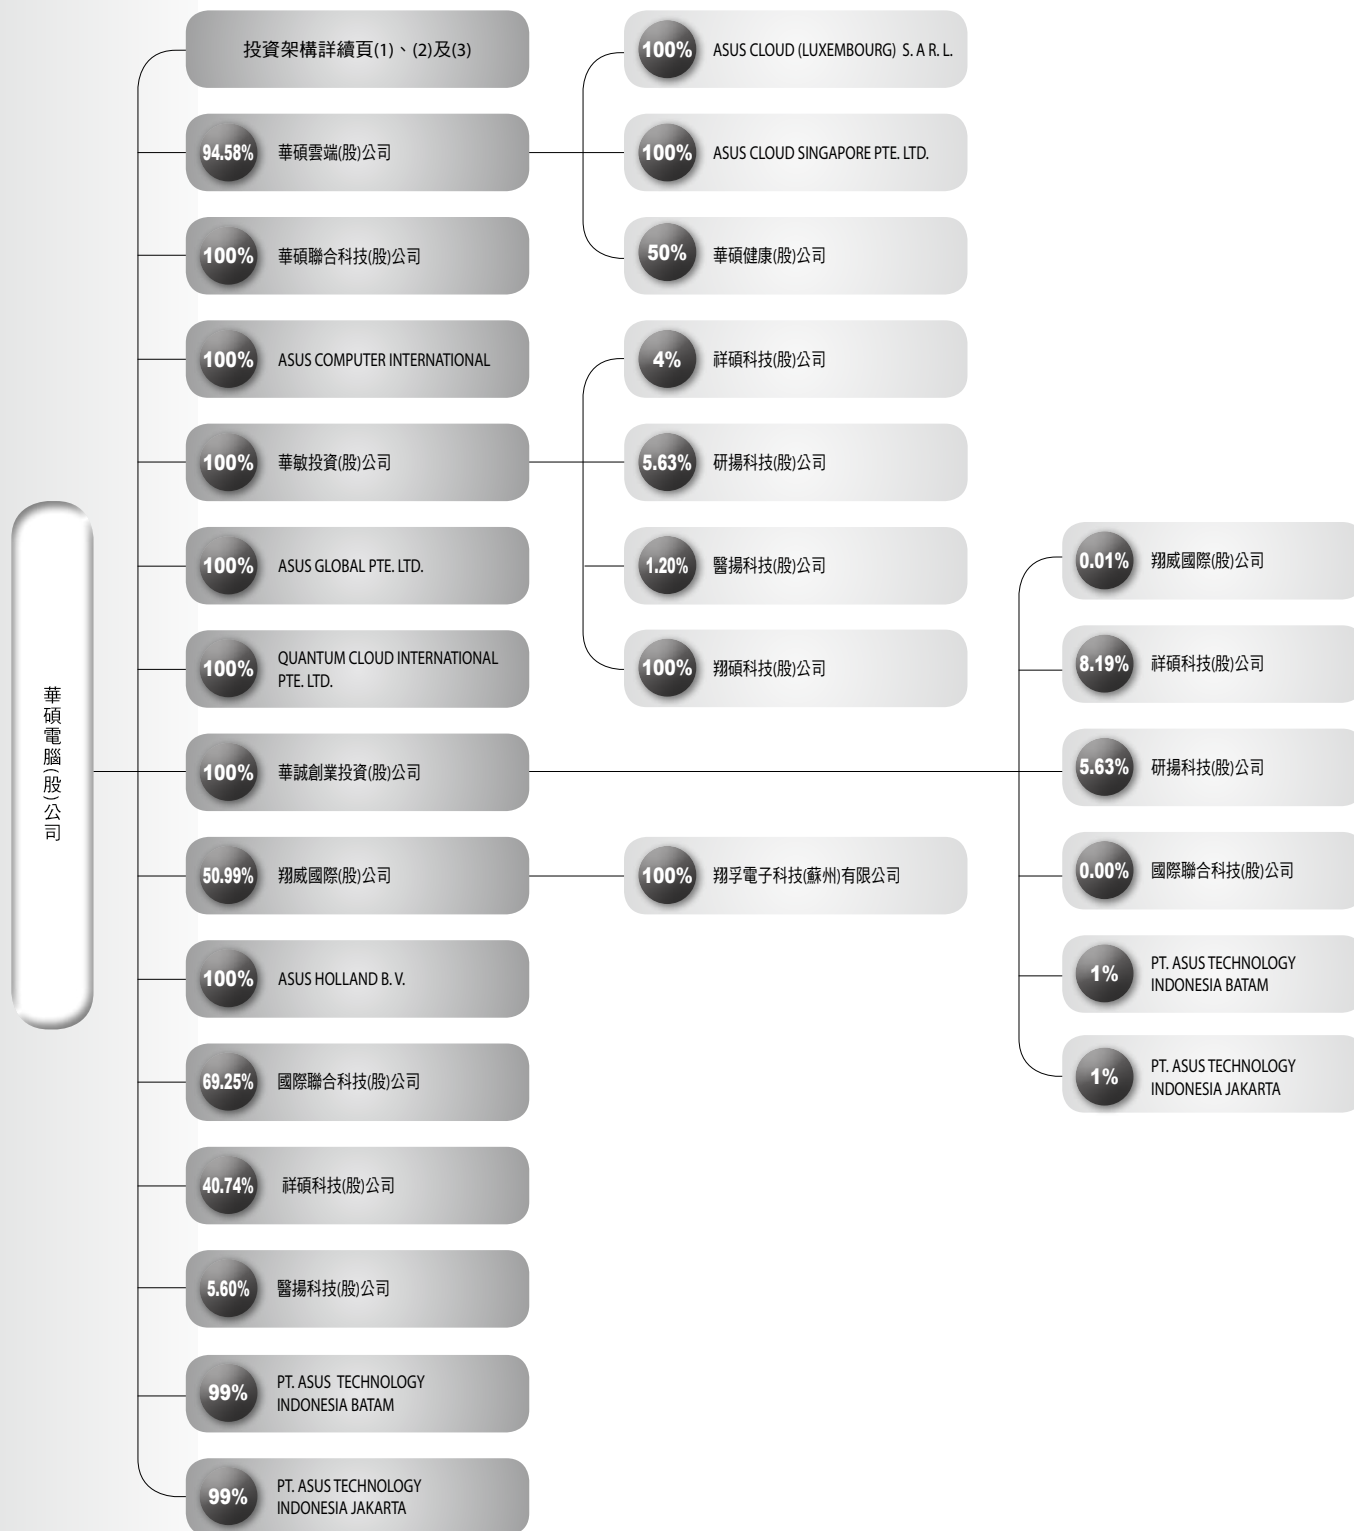 華碩電腦(股)公司
投資架構詳續頁(1)、(2)及(3)
94.58% 華碩雲端(股)公司
100% 華碩聯合科技(股)公司
100% ASUS COMPUTER INTERNATIONAL
100% 華敏投資(股)公司
100% ASUS GLOBAL PTE. LTD.
100% QUANTUM CLOUD INTERNATIONAL
PTE. LTD.
100% 華誠創業投資(股)公司
50.99% 翔威國際(股)公司
100% ASUS HOLLAND B. V.
69.25% 國際聯合科技(股)公司
40.74% 祥碩科技(股)公司
5.60% 醫揚科技(股)公司
99% PT. ASUS TECHNOLOGY
INDONESIA BATAM
99% PT. ASUS TECHNOLOGY
INDONESIA JAKARTA
100% ASUS CLOUD (LUXEMBOURG) S. A R. L.
100% ASUS CLOUD SINGAPORE PTE. LTD.
50% 華碩健康(股)公司
4% 祥碩科技(股)公司
5.63% 研揚科技(股)公司
1.20% 醫揚科技(股)公司
100% 翔碩科技(股)公司
100% 翔孚電子科技(蘇州)有限公司
0.01% 翔威國際(股)公司
8.19% 祥碩科技(股)公司
5.63% 研揚科技(股)公司
0.00% 國際聯合科技(股)公司
1% PT. ASUS TECHNOLOGY
INDONESIA BATAM
1% PT. ASUS TECHNOLOGY
INDONESIA JAKARTA